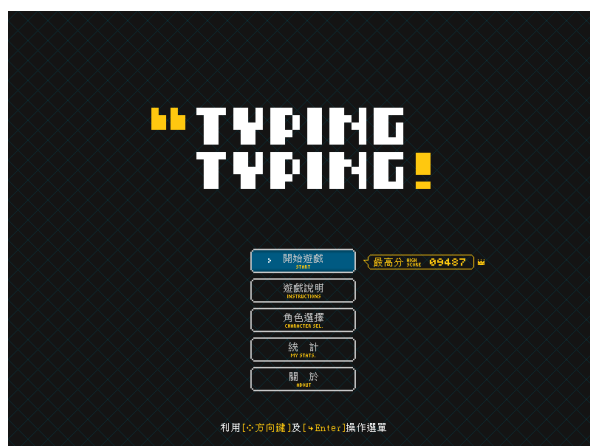 “TYPING
TYPING!
> 開始遊戲
START
最高分 HIGH SCORE 09487
遊戲說明
INSTRUCTIONS
角色選擇
CHARACTER SEL.
統 計
MY STATS.
關 於
ABOUT
利用[方向鍵]及[↵Enter]操作選單